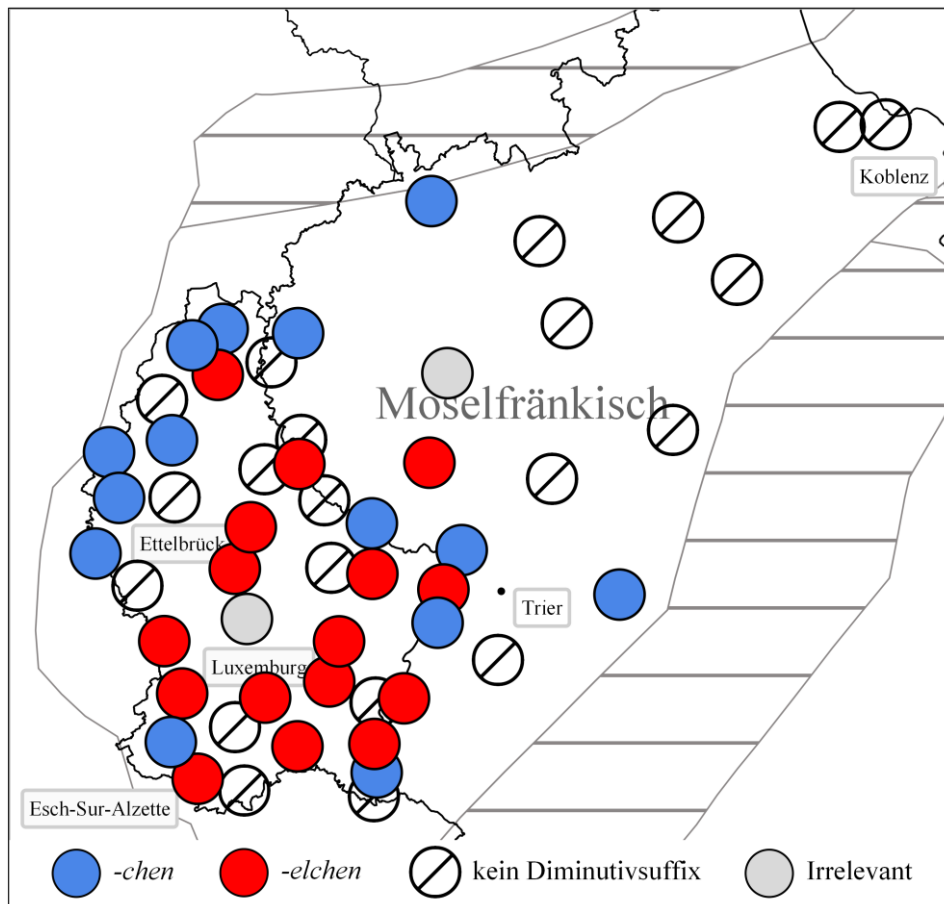 Koblenz
Moselfränkisch
Ettelbrück
Trier
Luxemburg
Esch-Sur-Alzette
-chen
-elchen
kein Diminutivsuffix
Irrelevant